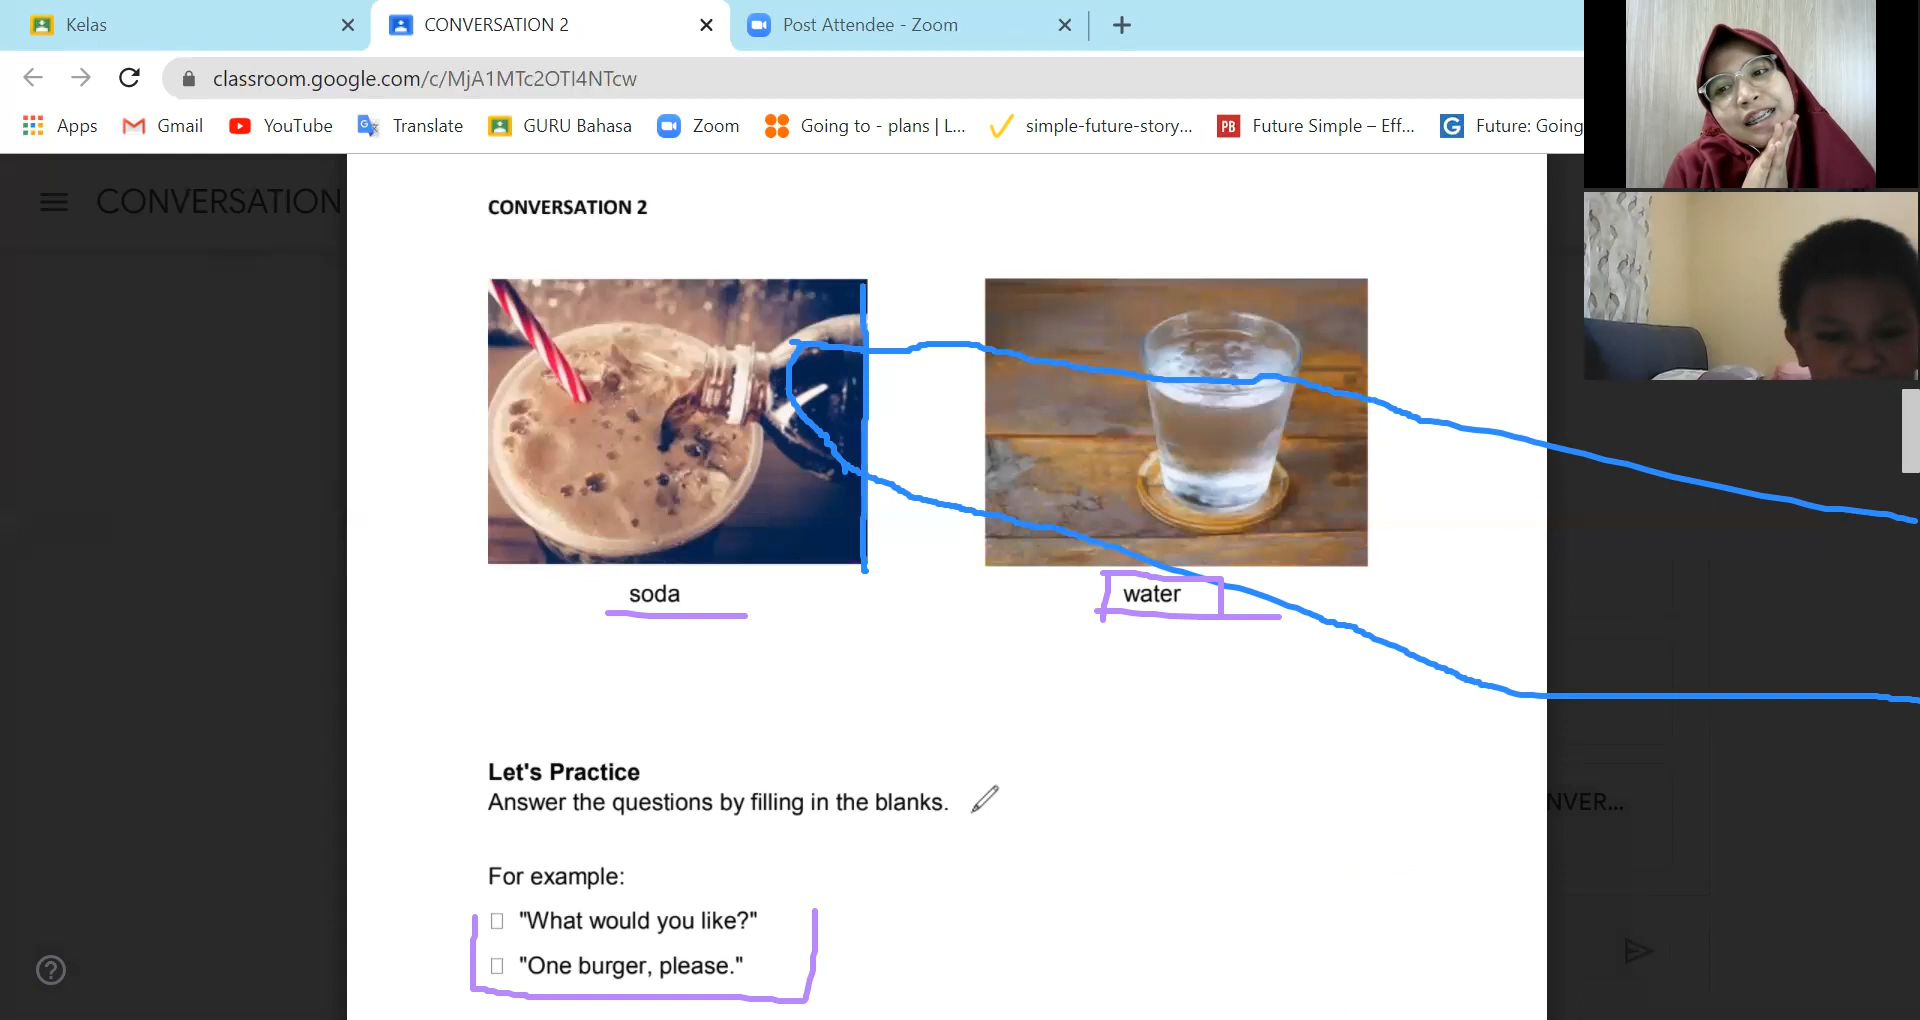 Kelas
CONVERSATION 2
Post Attendee - Zoom
classroom.google.com/c/MjA1MTc2OTI4NTcw
Apps
Gmail
YouTube
Translate
GURU Bahasa
Zoom
Going to - plans | L...
simple-future-story...
PB
Future Simple – Eff...
Future: Going
CONVERSATION
CONVERSATION 2
soda
water
Let's Practice
Answer the questions by filling in the blanks.
NVER...
For example:
"What would you like?"
"One burger, please."